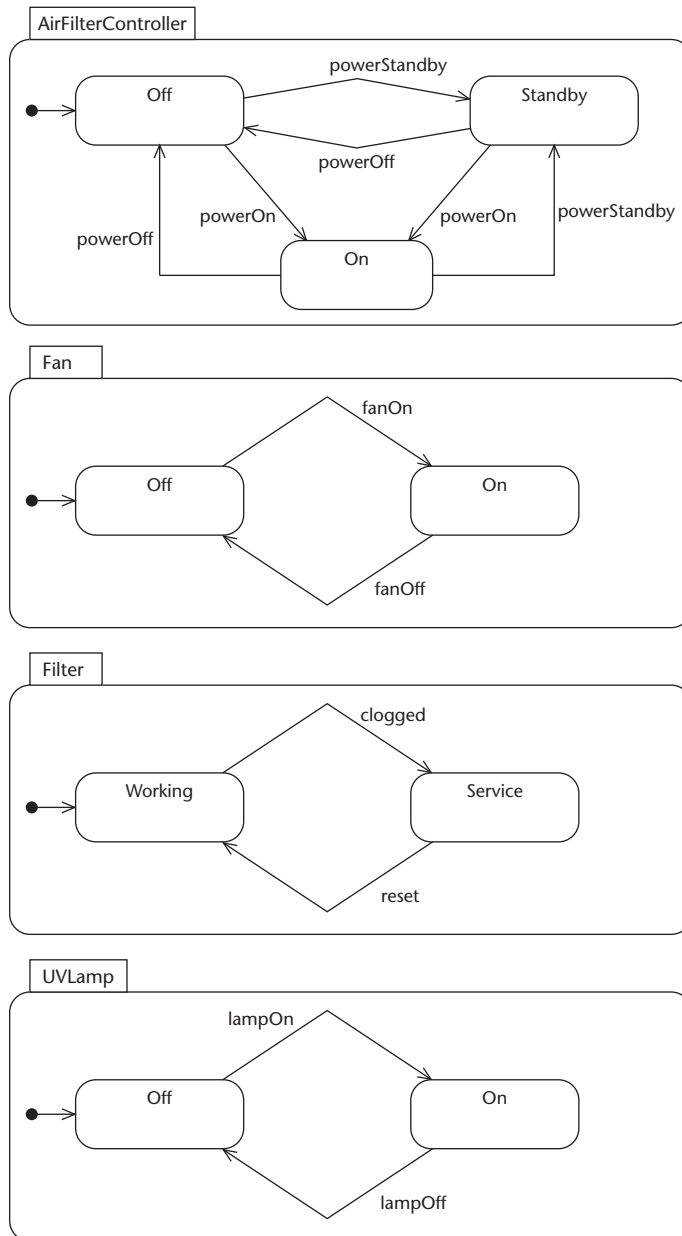 AirFilterController
powerStandby
Off
Standby
powerOff
powerOn
powerOn
powerStandby
powerOff
On
Fan
fanOn
Off
On
fanOff
Filter
clogged
Working
Service
reset
UVLamp
lampOn
Off
On
lampOff